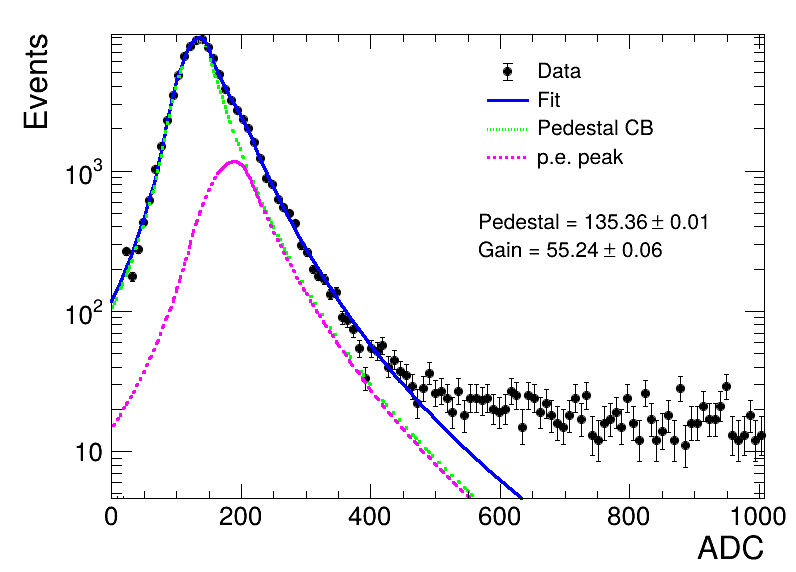 Events
Data
Fit
Pedestal CB
p.e. peak
Pedestal = 135.36 ± 0.01
Gain = 55.24 ± 0.06
10³
10²
10
0 200 400 600 800 1000
ADC